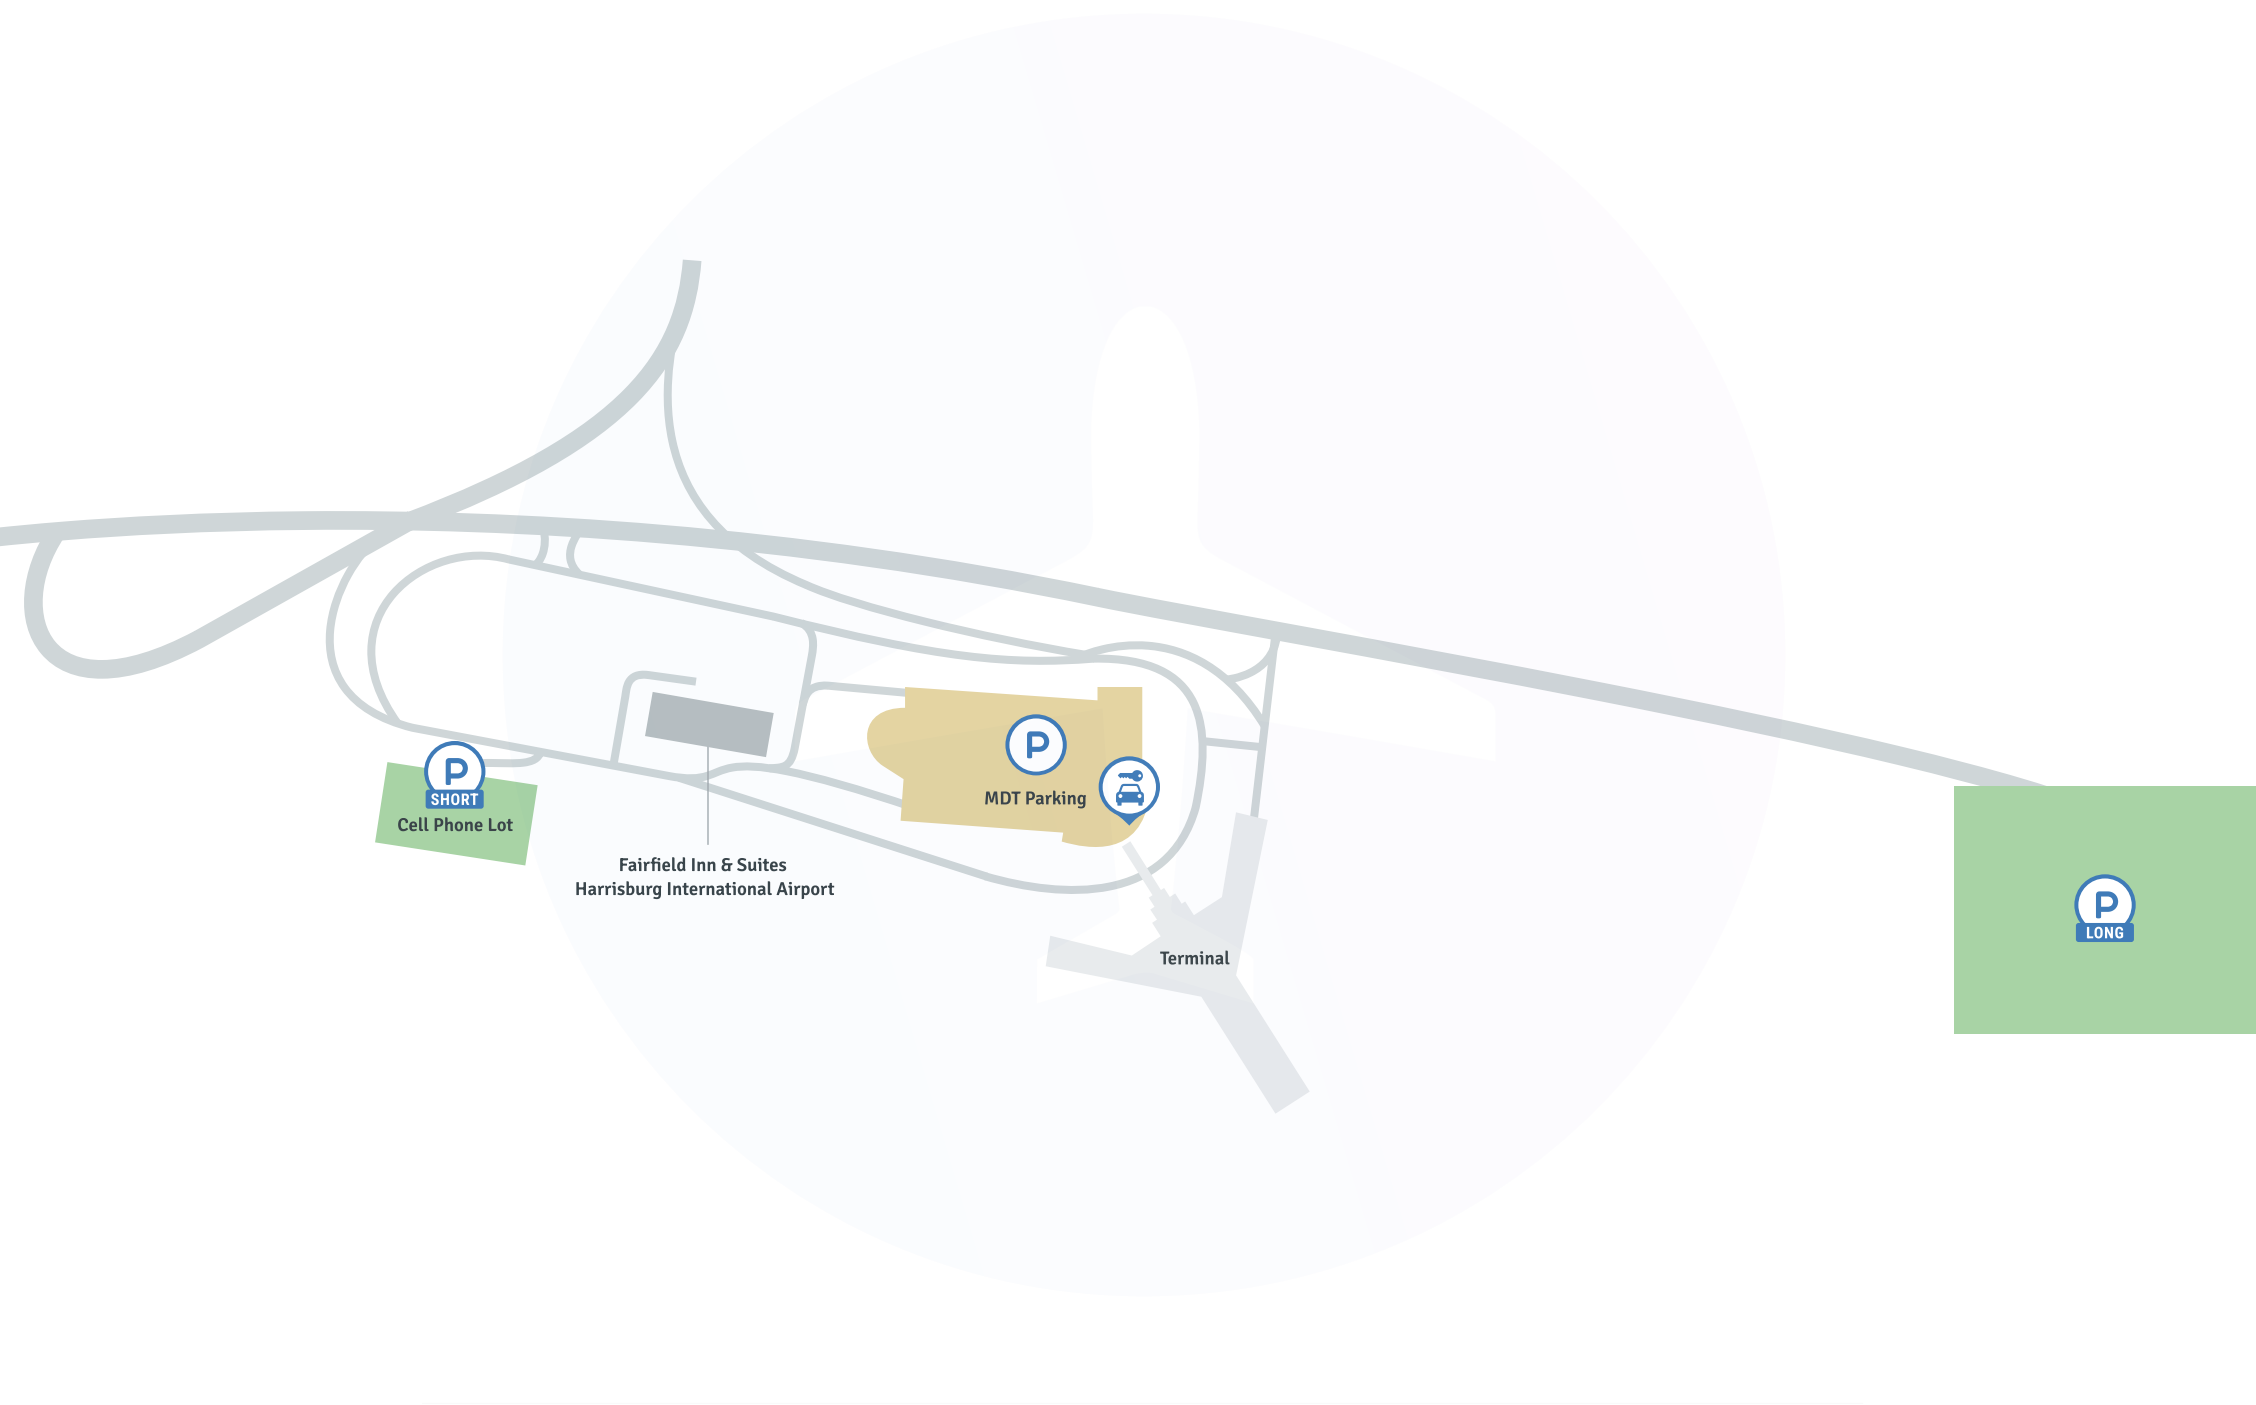 P
MDT Parking
P
SHORT
Cell Phone Lot
Fairfield Inn & Suites
Harrisburg International Airport
Terminal
P
LONG